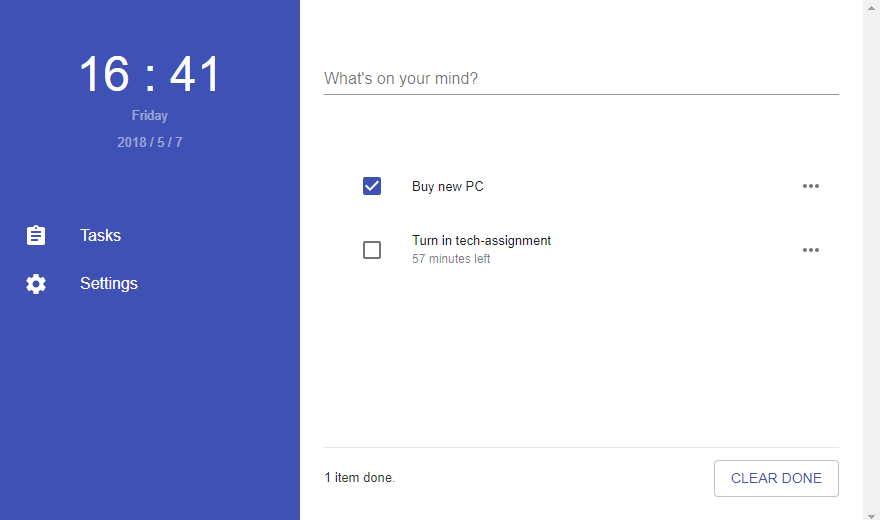 16 : 41
Friday
2018 / 5 / 7
Tasks
Settings
What's on your mind?
Buy new PC
Turn in tech-assignment
57 minutes left
1 item done.
CLEAR DONE